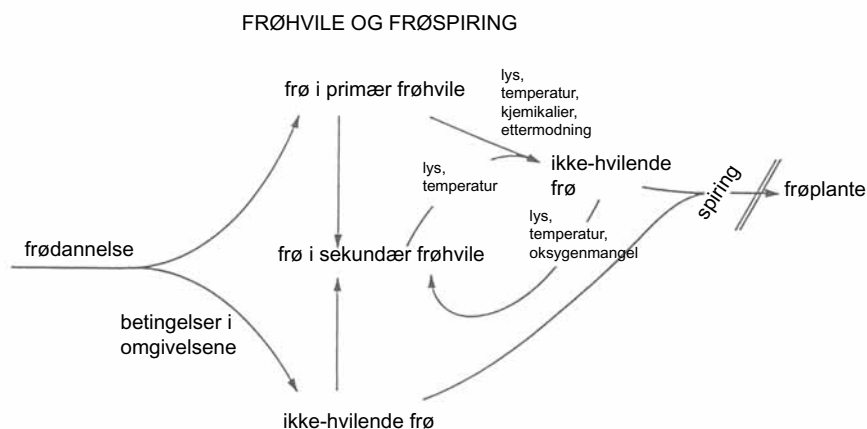 FRØHVILE OG FRØSPIRING
frø i primær frøhvile
lys,
temperatur,
kjemikalier,
ettermodning
ikke-hvilende
frø
lys,
temperatur
spiring
frøplante
lys,
temperatur,
oksygenmangel
frødannelse
frø i sekundær frøhvile
betingelser i
omgivelsene
ikke-hvilende frø